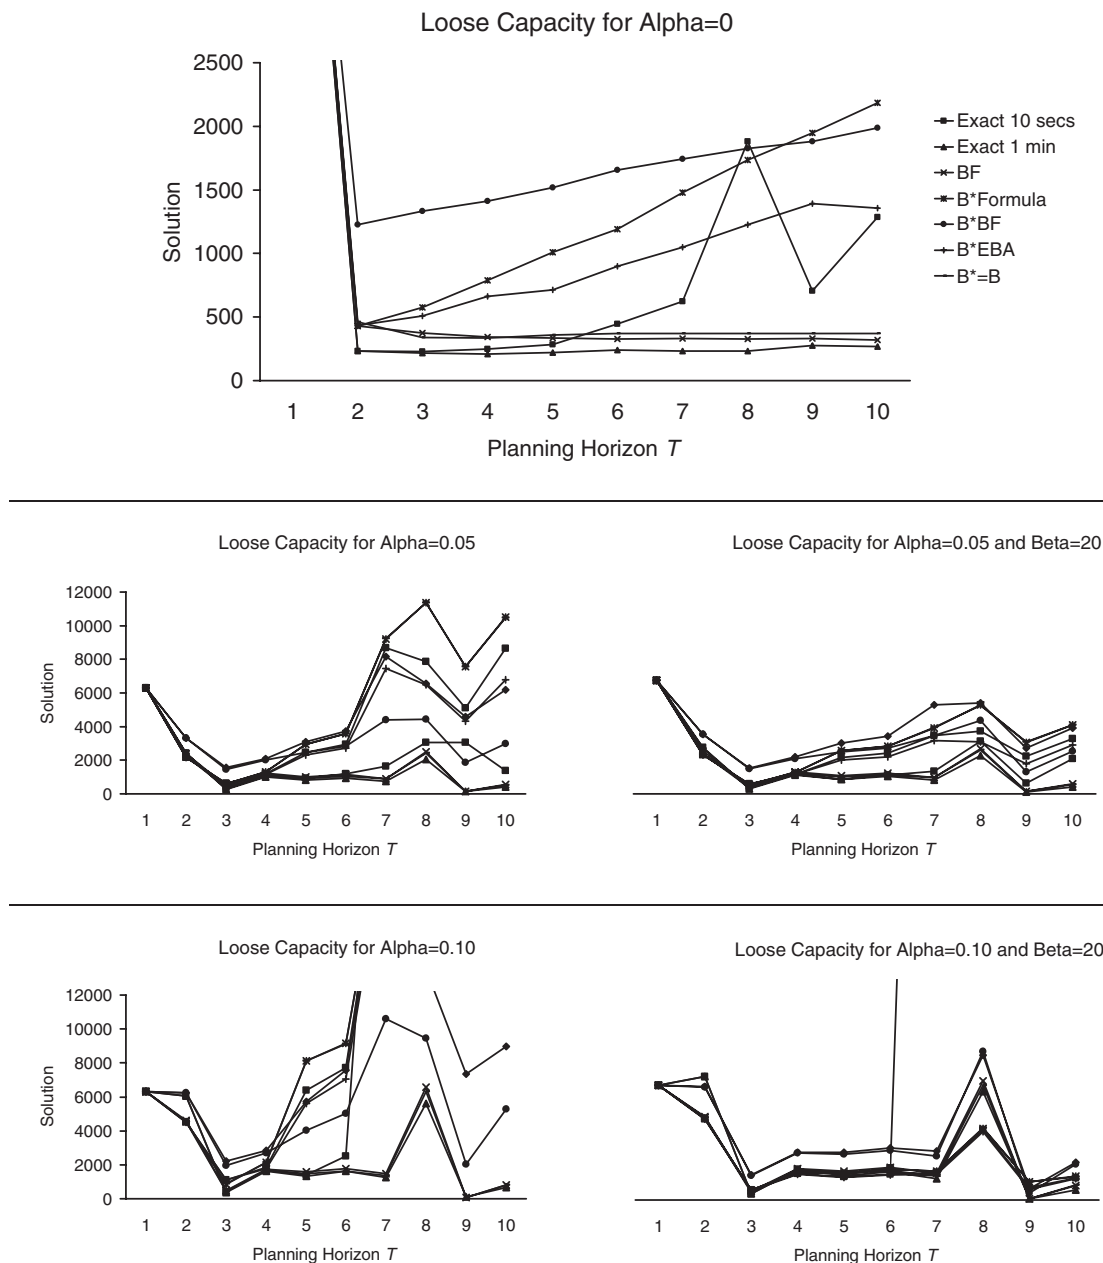 Loose Capacity for Alpha=0
2500
2000
1500
1000
500
0
Solution
1 2 3 4 5 6 7 8 9 10
Planning Horizon T
Exact 10 secs
Exact 1 min
BF
B*Formula
B*BF
B*EBA
B*=B
Loose Capacity for Alpha=0.05
12000
10000
8000
6000
4000
2000
0
Solution
1 2 3 4 5 6 7 8 9 10
Planning Horizon T
Loose Capacity for Alpha=0.05 and Beta=20
1 2 3 4 5 6 7 8 9 10
Planning Horizon T
Loose Capacity for Alpha=0.10
12000
10000
8000
6000
4000
2000
0
Solution
1 2 3 4 5 6 7 8 9 10
Planning Horizon T
Loose Capacity for Alpha=0.10 and Beta=20
1 2 3 4 5 6 7 8 9 10
Planning Horizon T